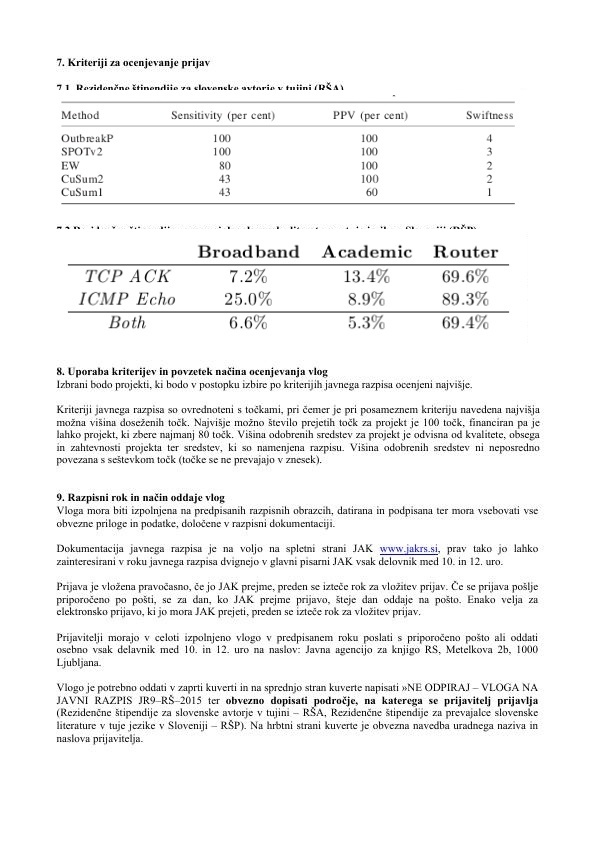 7. Kriteriji za ocenjevanje prijav
7.1. Rezidenčne štipendije za slovenske avtorje v tujini (RŠA)
Method Sensitivity (per cent) PPV (per cent) Swiftness
OutbreakP 100 100 4
SPOTv2 100 100 3
EW 80 100 2
CuSum2 43 100 2
CuSum1 43 60 1
Broadband Academic Router
TCP ACK 7.2% 13.4% 69.6%
ICMP Echo 25.0% 8.9% 89.3%
Both 6.6% 5.3% 69.4%
8. Uporaba kriterijev in povzetek načina ocenjevanja vlog
Izbrani bodo projekti, ki bodo v postopku izbire po kriterijih javnega razpisa ocenjeni najvišje.
Kriteriji javnega razpisa so ovrednoteni s točkami, pri čemer je pri posameznem kriteriju navedena najvišja
možna višina doseženih točk. Najvišje možno število prejetih točk za projekt je 100 točk, financiran pa je
lahko projekt, ki zbere najmanj 80 točk. Višina odobrenih sredstev za projekt je odvisna od kvalitete, obsega
in zahtevnosti projekta ter sredstev, ki so namenjena razpisu. Višina odobrenih sredstev ni neposredno
povezana s seštevkom točk (točke se ne prevajajo v znesek).
9. Razpisni rok in način oddaje vlog
Vloga mora biti izpolnjena na predpisanih razpisnih obrazcih, datirana in podpisana ter mora vsebovati vse
obvezne priloge in podatke, določene v razpisni dokumentaciji.
Dokumentacija javnega razpisa je na voljo na spletni strani JAK www.jakrs.si, prav tako jo lahko
zainteresirani v roku javnega razpisa dvignejo v glavni pisarni JAK vsak delovnik med 10. in 12. uro.
Prijava je vložena pravočasno, če jo JAK prejme, preden se izteče rok za vložitev prijav. Če se prijava pošlje
priporočeno po pošti, se za dan, ko JAK prejme prijavo, šteje dan oddaje na pošto. Enako velja za
elektronsko prijavo, ki jo mora JAK prejeti, preden se izteče rok za vložitev prijav.
Prijavitelji morajo v celoti izpolnjeno vlogo v predpisanem roku poslati s priporočeno pošto ali oddati
osebno vsak delavnik med 10. in 12. uro na naslov: Javna agencijo za knjigo RS, Metelkova 2b, 1000
Ljubljana.
Vlogo je potrebno oddati v zaprti kuverti in na sprednjo stran kuverte napisati »NE ODPIRAJ – VLOGA NA
JAVNI RAZPIS JR9–RŠ–2015 ter obvezno dopisati področje, na katerega se prijavitelj prijavlja
(Rezidenčne štipendije za slovenske avtorje v tujini – RŠA, Rezidenčne štipendije za prevajalce slovenske
literature v tuje jezike v Sloveniji – RŠP). Na hrbtni strani kuverte je obvezna navedba uradnega naziva in
naslova prijavitelja.